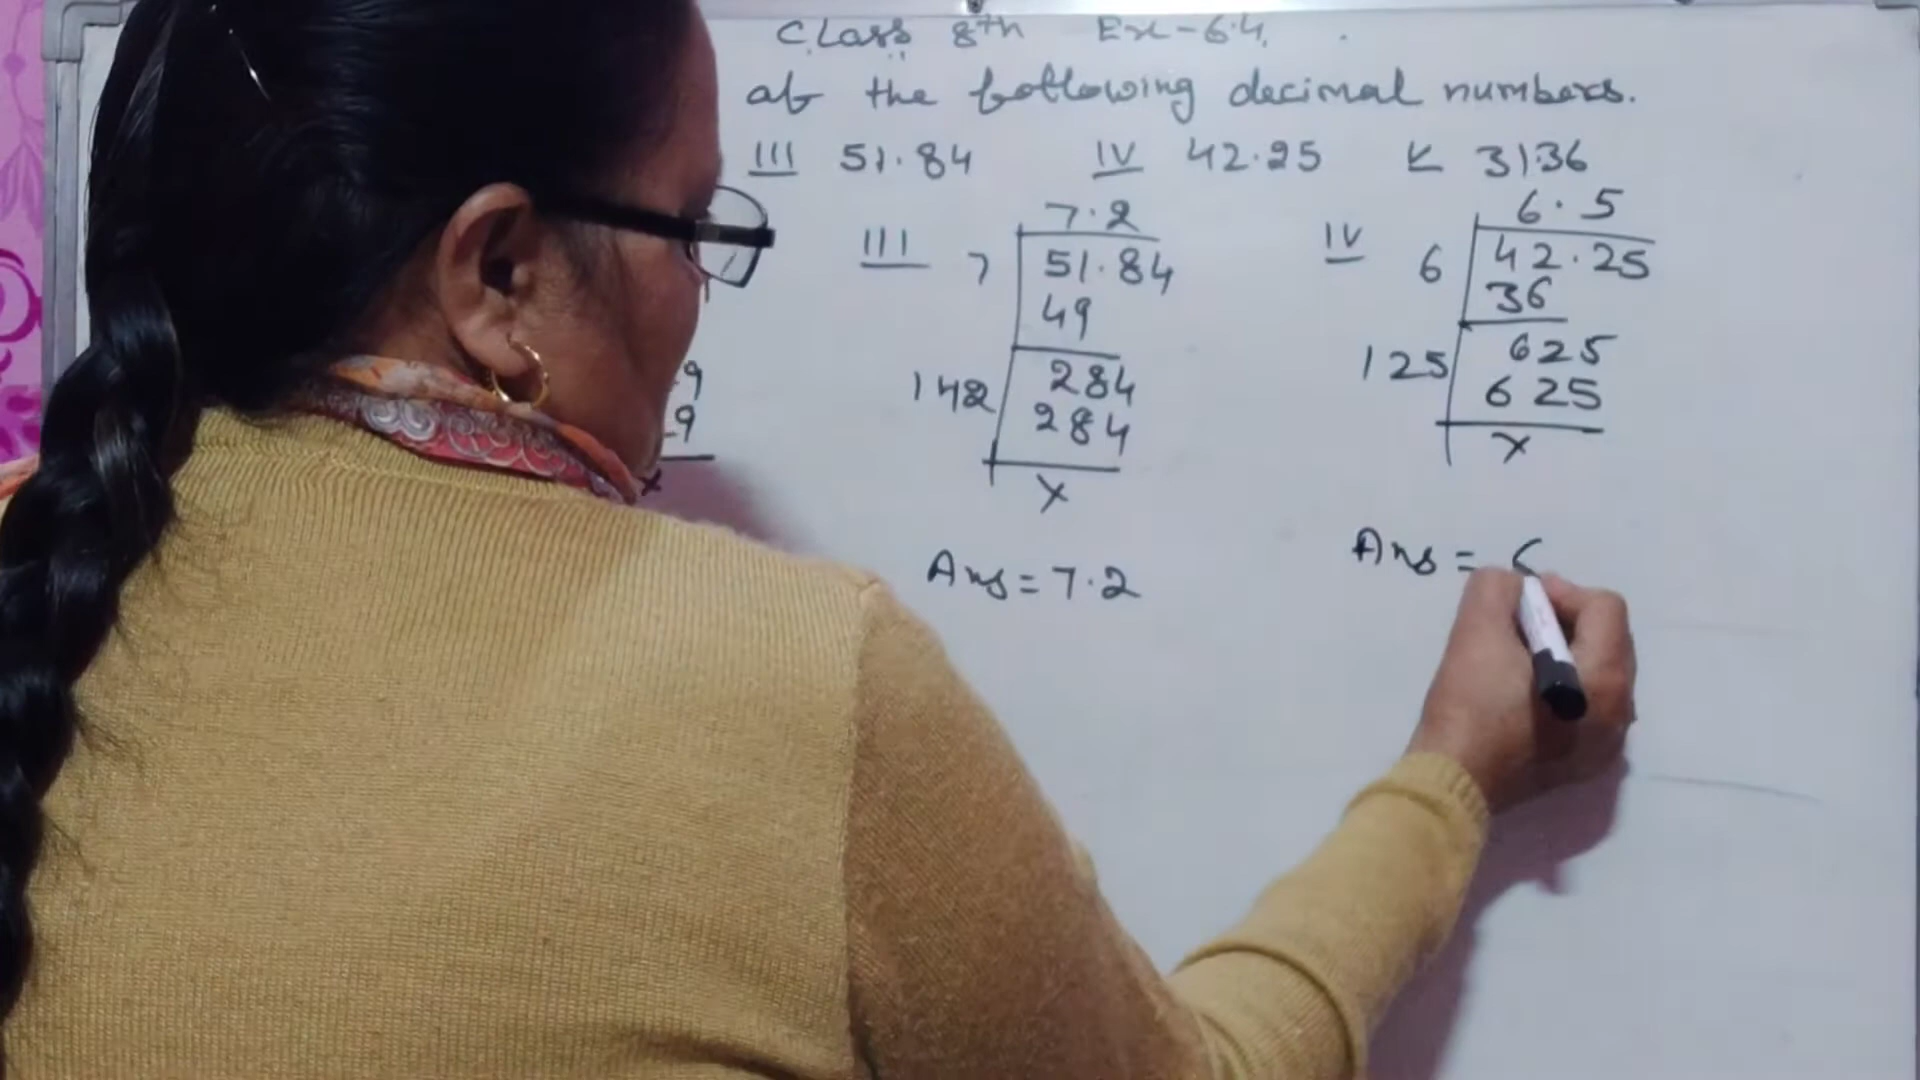 Class 8th Ex-6.4.
of the following decimal numbers.
III 51.84 IV 42.25 V 31.36
III
7.2
7 51.84
49
142 284
284
X
Ans = 7.2
IV
6.5
6 42.25
36
125 625
625
X
Ans = 6
9
9
x